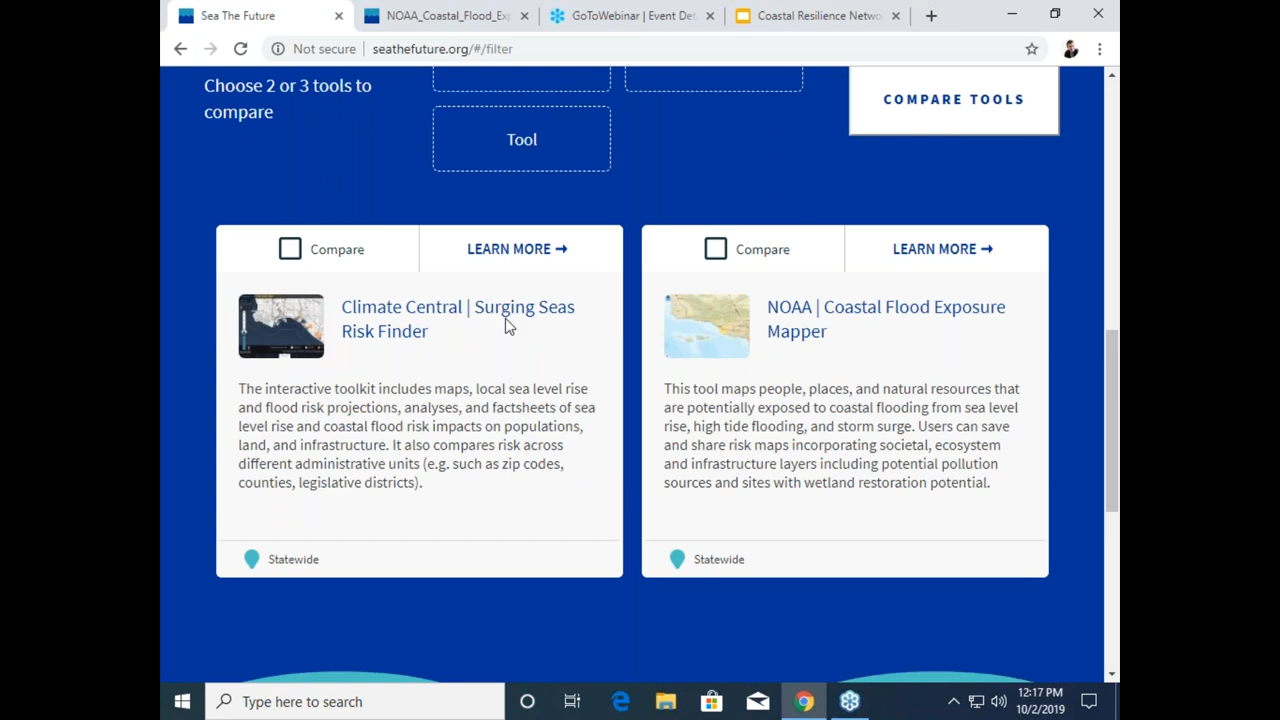 Sea The Future
NOAA_Coastal_Flood_Ex
GoToWebinar | Event Det
Coastal Resilience Netwo
Not secure
seathefuture.org/#/filter
Choose 2 or 3 tools to
compare
Tool
COMPARE TOOLS
Compare
LEARN MORE →
Climate Central | Surging Seas
Risk Finder
The interactive toolkit includes maps, local sea level rise
and flood risk projections, analyses, and factsheets of sea
level rise and coastal flood risk impacts on populations,
land, and infrastructure. It also compares risk across
different administrative units (e.g. such as zip codes,
counties, legislative districts).
Statewide
Compare
LEARN MORE →
NOAA | Coastal Flood Exposure
Mapper
This tool maps people, places, and natural resources that
are potentially exposed to coastal flooding from sea level
rise, high tide flooding, and storm surge. Users can save
and share risk maps incorporating societal, ecosystem
and infrastructure layers including potential pollution
sources and sites with wetland restoration potential.
Statewide
Type here to search
12:17 PM
10/2/2019